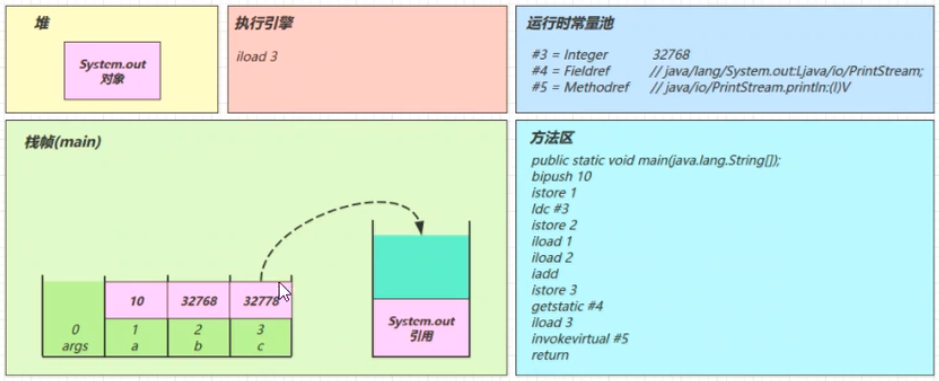 堆
System.out
对象
执行引擎
iload 3
运行时常量池
#3 = Integer 32768
#4 = Fieldref // java/lang/System.out:Ljava/io/PrintStream;
#5 = Methodref // java/io/PrintStream.println:(I)V
栈帧(main)
10 32768 32778
0 1 2 3
args a b c
System.out
引用
方法区
public static void main(java.lang.String[]);
bipush 10
istore 1
ldc #3
istore 2
iload 1
iload 2
iadd
istore 3
getstatic #4
iload 3
invokevirtual #5
return